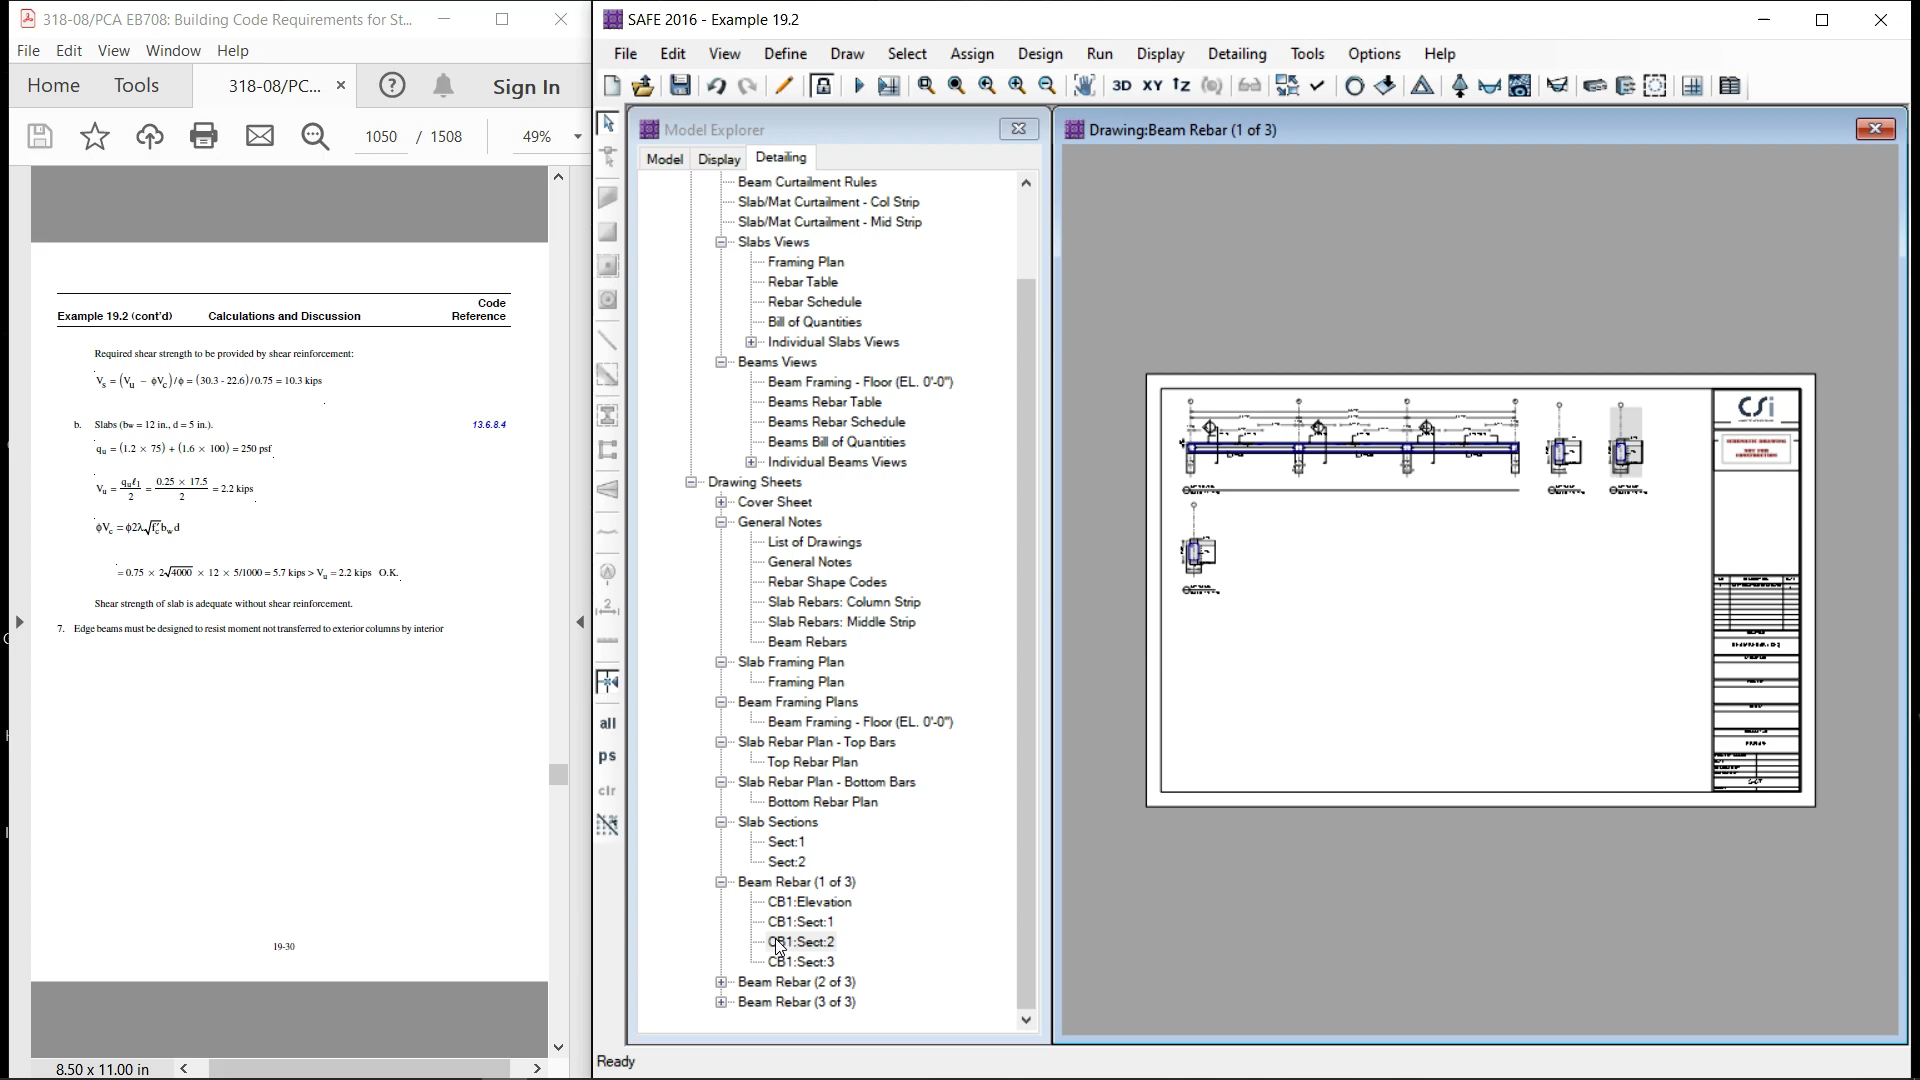 318-08/PCA EB708: Building Code Requirements for St...
File Edit View Window Help
Home Tools 318-08/PC... × Sign In
1050 / 1508 49%
Code
Example 19.2 (cont'd) Calculations and Discussion Reference
Required shear strength to be provided by shear reinforcement:
Vs = (Vu − ϕVc)/ϕ = (30.3 - 22.6)/0.75 = 10.3 kips
b. Slabs (bw = 12 in., d = 5 in.). 13.6.8.4
qu = (1.2 × 75) + (1.6 × 100) = 250 psf
Vu = quℓ1/2 = 0.25 × 17.5/2 = 2.2 kips
ϕVc = ϕ2λ√f'c bwd
= 0.75 × 2√4000 × 12 × 5/1000 = 5.7 kips > Vu = 2.2 kips O.K.
Shear strength of slab is adequate without shear reinforcement.
7. Edge beams must be designed to resist moment not transferred to exterior columns by interior
19-30
8.50 x 11.00 in
SAFE 2016 - Example 19.2
File Edit View Define Draw Select Assign Design Run Display Detailing Tools Options Help
3D XY
Model Explorer
Model Display Detailing
Beam Curtailment Rules
Slab/Mat Curtailment - Col Strip
Slab/Mat Curtailment - Mid Strip
Slabs Views
Framing Plan
Rebar Table
Rebar Schedule
Bill of Quantities
Individual Slabs Views
Beams Views
Beam Framing - Floor (EL. 0'-0")
Beams Rebar Table
Beams Rebar Schedule
Beams Bill of Quantities
Individual Beams Views
Drawing Sheets
Cover Sheet
General Notes
List of Drawings
General Notes
Rebar Shape Codes
Slab Rebars: Column Strip
Slab Rebars: Middle Strip
Beam Rebars
Slab Framing Plan
Framing Plan
Beam Framing Plans
Beam Framing - Floor (EL. 0'-0")
Slab Rebar Plan - Top Bars
Top Rebar Plan
Slab Rebar Plan - Bottom Bars
Bottom Rebar Plan
Slab Sections
Sect:1
Sect:2
Beam Rebar (1 of 3)
CB1:Elevation
CB1:Sect:1
CB1:Sect:2
CB1:Sect:3
Beam Rebar (2 of 3)
Beam Rebar (3 of 3)
all
ps
clr
Ready
Drawing:Beam Rebar (1 of 3)
CSi